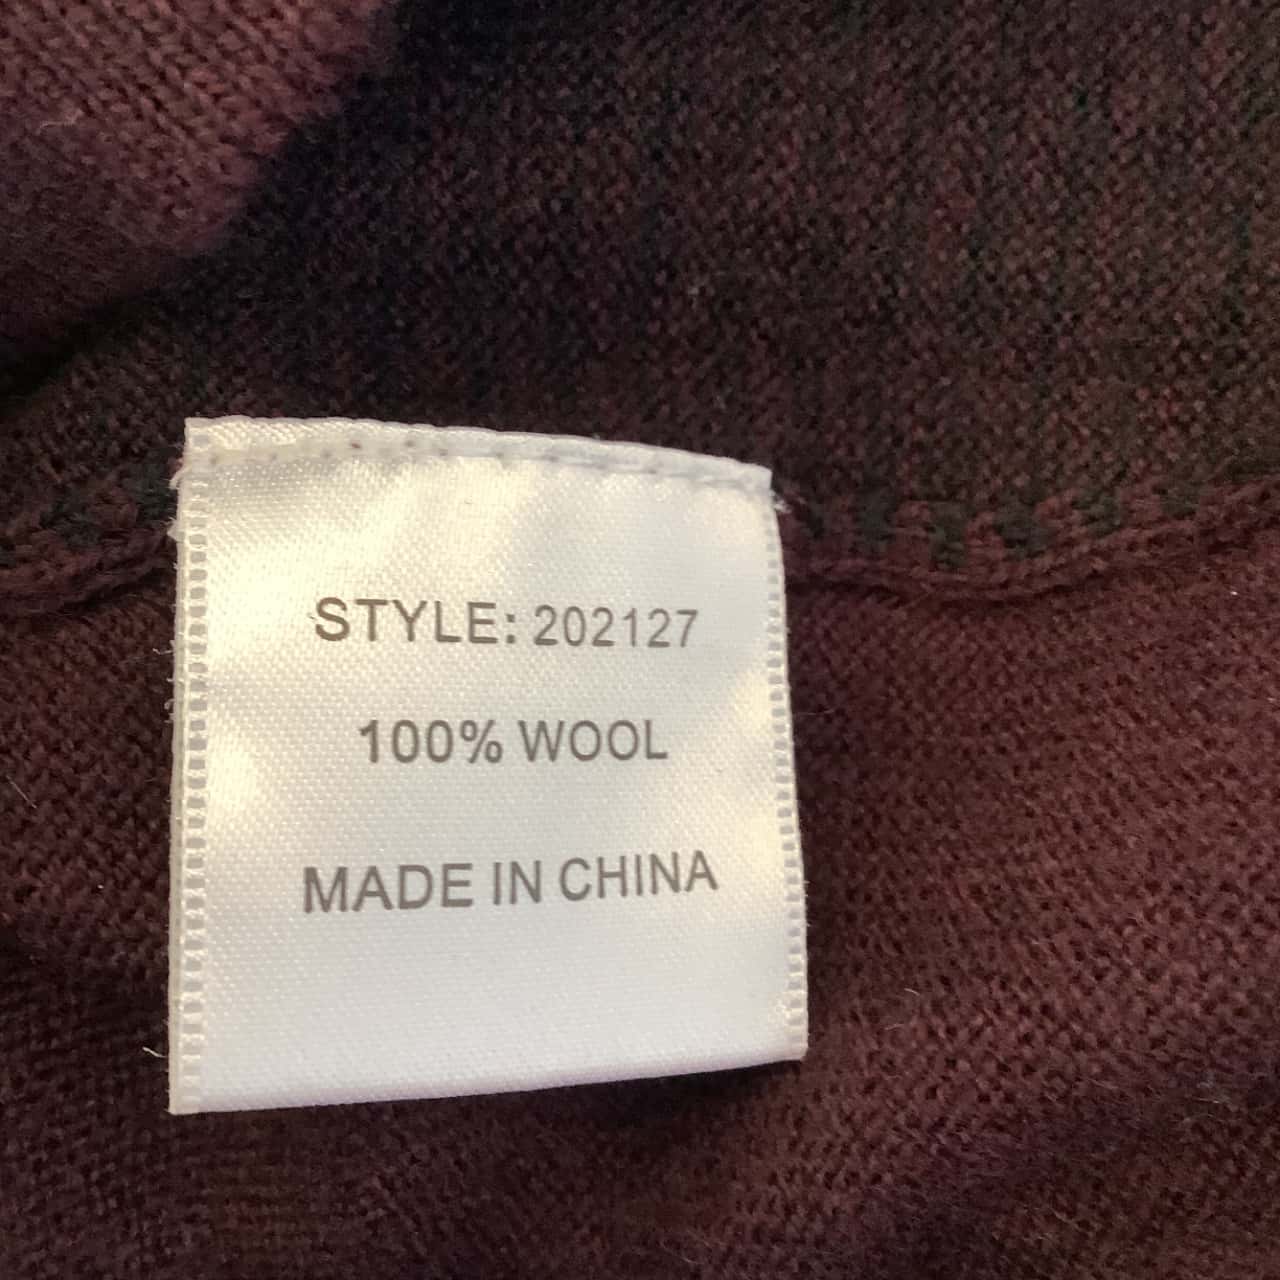 STYLE: 202127
100% WOOL
MADE IN CHINA